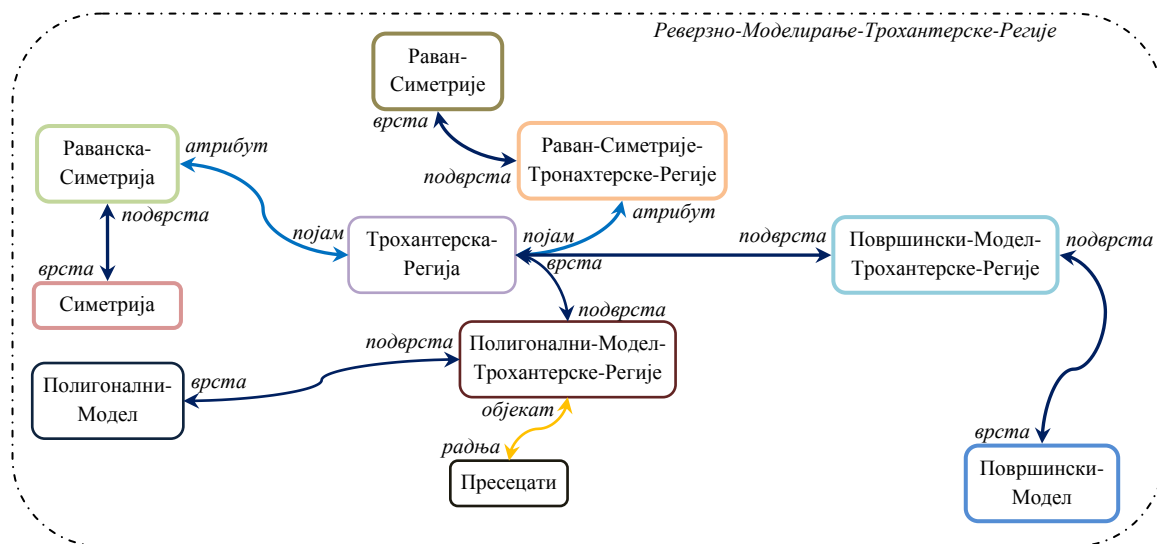 Реверзно-Моделирање-Трохантерске-Регије
Раван-
Симетрије
врста
Раван-Симетрије-
Тронахтерске-Регије
подврста
Раванска-
Симетрија
атрибут
подврста
атрибут
појам
Трохантерска-
Регија
појам
врста
подврста
Површински-Модел-
Трохантерске-Регије
подврста
врста
Симетрија
подврста
подврста
Полигонални-Модел-
Трохантерске-Регије
Полигонални-
Модел
врста
објекат
радња
Пресецати
врста
Површински-
Модел